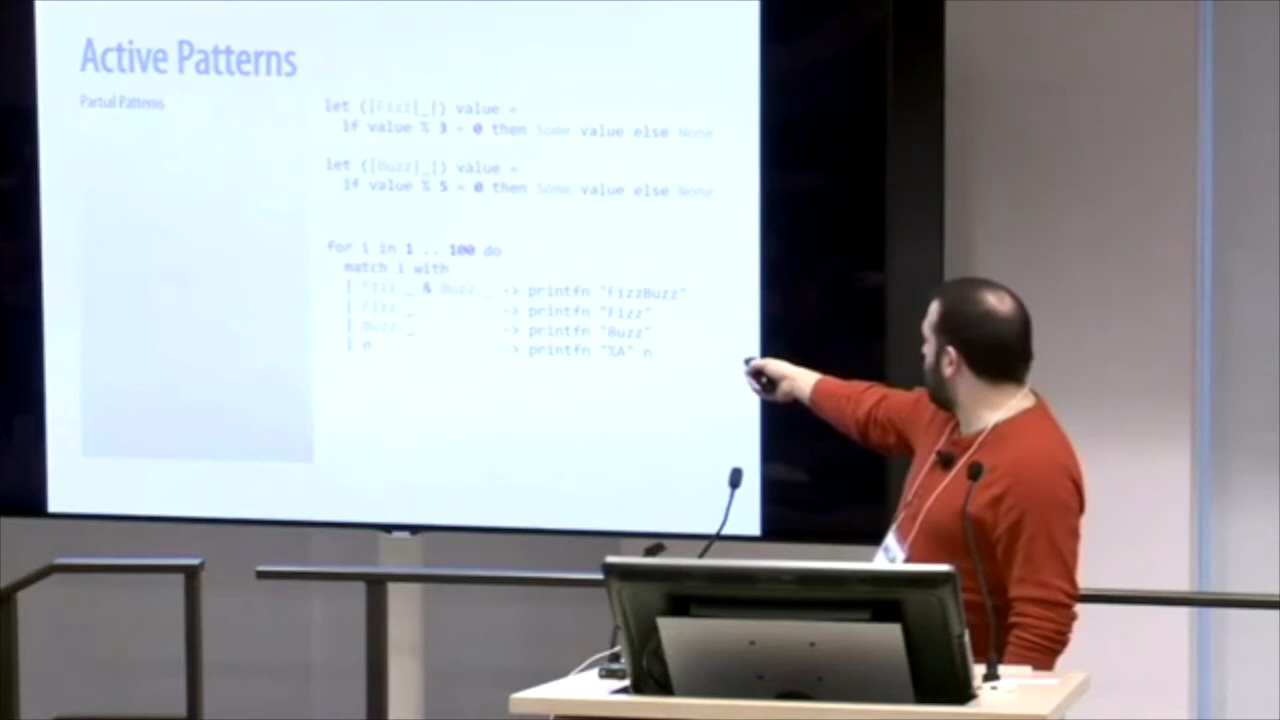 Active Patterns
Partial Patterns
let (|Fizz|_|) value =
if value % 3 = 0 then Some value else None
let (|Buzz|_|) value =
if value % 5 = 0 then Some value else None
for i in 1 .. 100 do
match i with
| Fizz _ & Buzz _ -> printfn "FizzBuzz"
| Fizz _ -> printfn "Fizz"
| Buzz _ -> printfn "Buzz"
| n -> printfn "%A" n